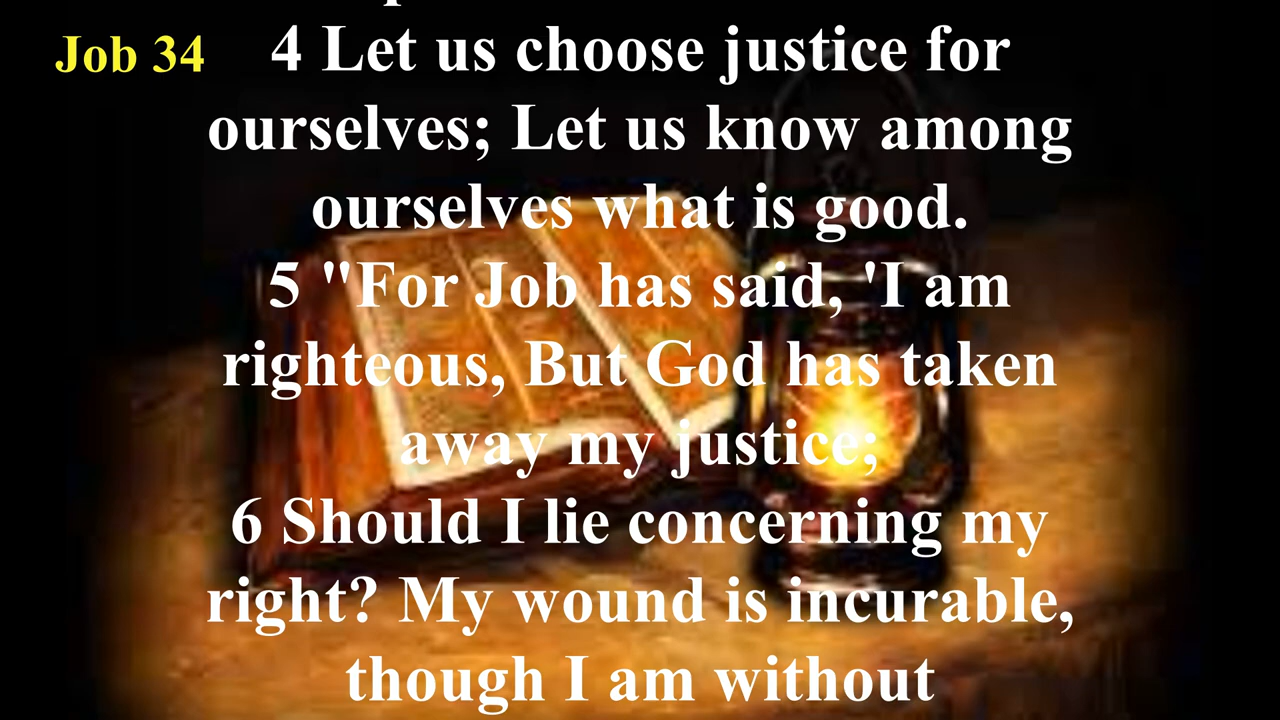 Job 34
4 Let us choose justice for
ourselves; Let us know among
ourselves what is good.
5 "For Job has said, 'I am
righteous, But God has taken
away my justice;
6 Should I lie concerning my
right? My wound is incurable,
though I am without